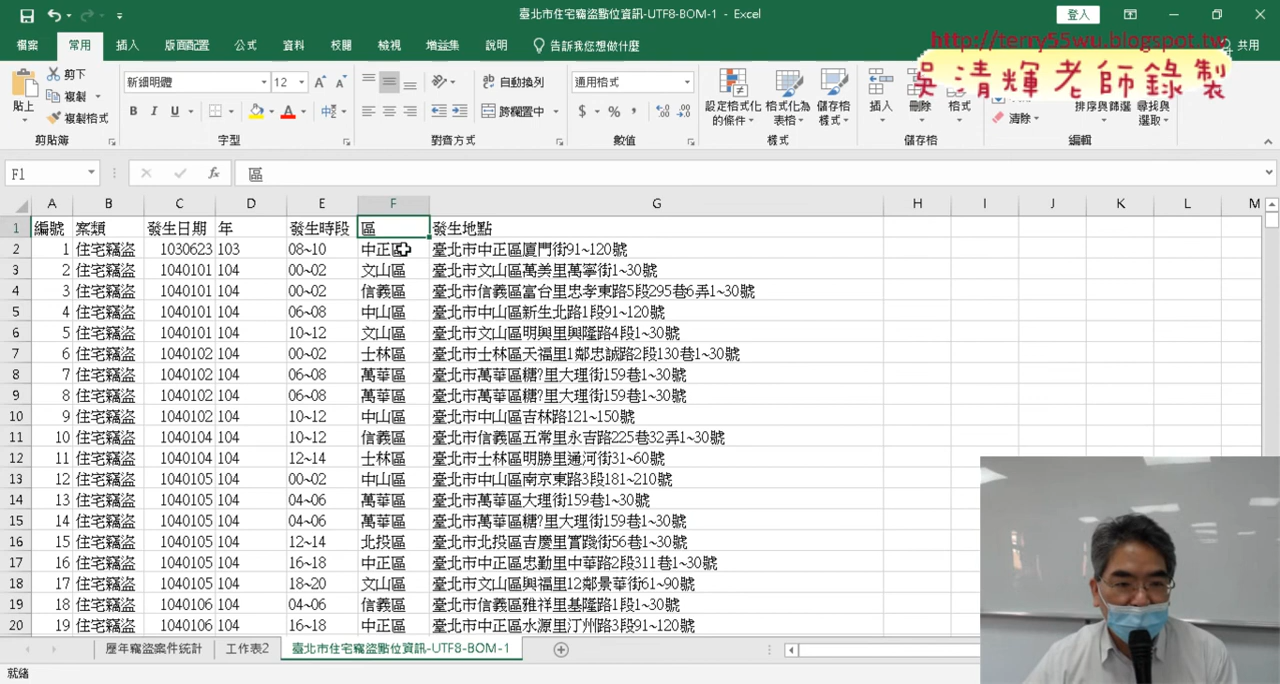 臺北市住宅竊盜點位資訊-UTF8-BOM-1 - Excel
登入
檔案 常用 插入 版面配置 公式 資料 校閱 檢視 增益集 說明 告訴我您想做什麼 共用
http://terry55wu.blogspot.tw
吳清輝老師錄製
貼上 剪下 複製 複製格式 剪貼簿
新細明體 12 B I U 字型
自動換列 跨欄置中 對齊方式
通用格式 $ % , 數值
設定格式化的條件 格式化為表格 儲存格樣式 樣式
插入 刪除 格式 儲存格
清除 排序與篩選 尋找與選取 編輯
F1 fx 區
A B C D E F G H I J K L M
1 編號 案類 發生日期 年 發生時段 區 發生地點
2 1 住宅竊盜 1030623 103 08~10 中正區 臺北市中正區廈門街91~120號
3 2 住宅竊盜 1040101 104 00~02 文山區 臺北市文山區萬美里萬寧街1~30號
4 3 住宅竊盜 1040101 104 00~02 信義區 臺北市信義區富台里忠孝東路5段295巷6弄1~30號
5 4 住宅竊盜 1040101 104 06~08 中山區 臺北市中山區新生北路1段91~120號
6 5 住宅竊盜 1040101 104 10~12 文山區 臺北市文山區明興里興隆路4段1~30號
7 6 住宅竊盜 1040102 104 00~02 士林區 臺北市士林區天福里1鄰忠誠路2段130巷1~30號
8 7 住宅竊盜 1040102 104 06~08 萬華區 臺北市萬華區糖?里大理街159巷1~30號
9 8 住宅竊盜 1040102 104 06~08 萬華區 臺北市萬華區糖?里大理街159巷1~30號
10 9 住宅竊盜 1040102 104 10~12 中山區 臺北市中山區吉林路121~150號
11 10 住宅竊盜 1040104 104 10~12 信義區 臺北市信義區五常里永吉路225巷32弄1~30號
12 11 住宅竊盜 1040104 104 12~14 士林區 臺北市士林區明勝里通河街31~60號
13 12 住宅竊盜 1040105 104 00~02 中山區 臺北市中山區南京東路3段181~210號
14 13 住宅竊盜 1040105 104 04~06 萬華區 臺北市萬華區大理街159巷1~30號
15 14 住宅竊盜 1040105 104 04~06 萬華區 臺北市萬華區糖?里大理街159巷1~30號
16 15 住宅竊盜 1040105 104 12~14 北投區 臺北市北投區吉慶里實踐街56巷1~30號
17 16 住宅竊盜 1040105 104 16~18 中正區 臺北市中正區忠勤里中華路2段311巷1~30號
18 17 住宅竊盜 1040105 104 18~20 文山區 臺北市文山區興福里12鄰景華街61~90號
19 18 住宅竊盜 1040106 104 04~06 信義區 臺北市信義區雅祥里基隆路1段1~30號
20 19 住宅竊盜 1040106 104 16~18 中正區 臺北市中正區水源里汀州路3段91~120號
歷年竊盜案件統計 工作表2 臺北市住宅竊盜點位資訊-UTF8-BOM-1
就緒